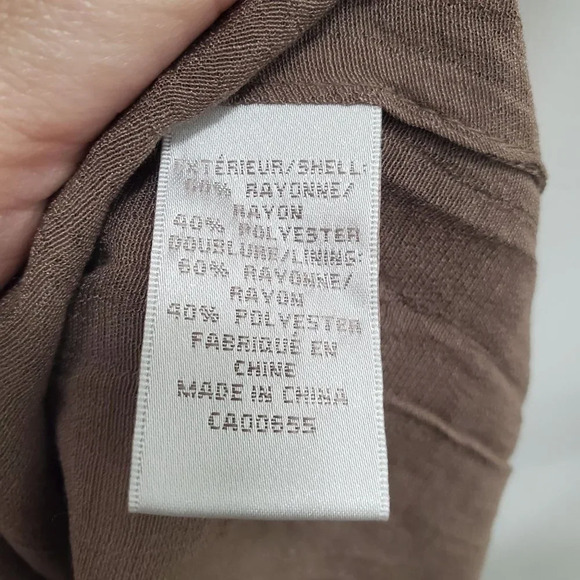 EXTÉRIEUR/SHELL:
60% RAYONNE/
RAYON
40% POLYESTER
DOUBLURE/LINING:
60% RAYONNE/
RAYON
40% POLYESTER
FABRIQUÉ EN
CHINE
MADE IN CHINA
CA00655